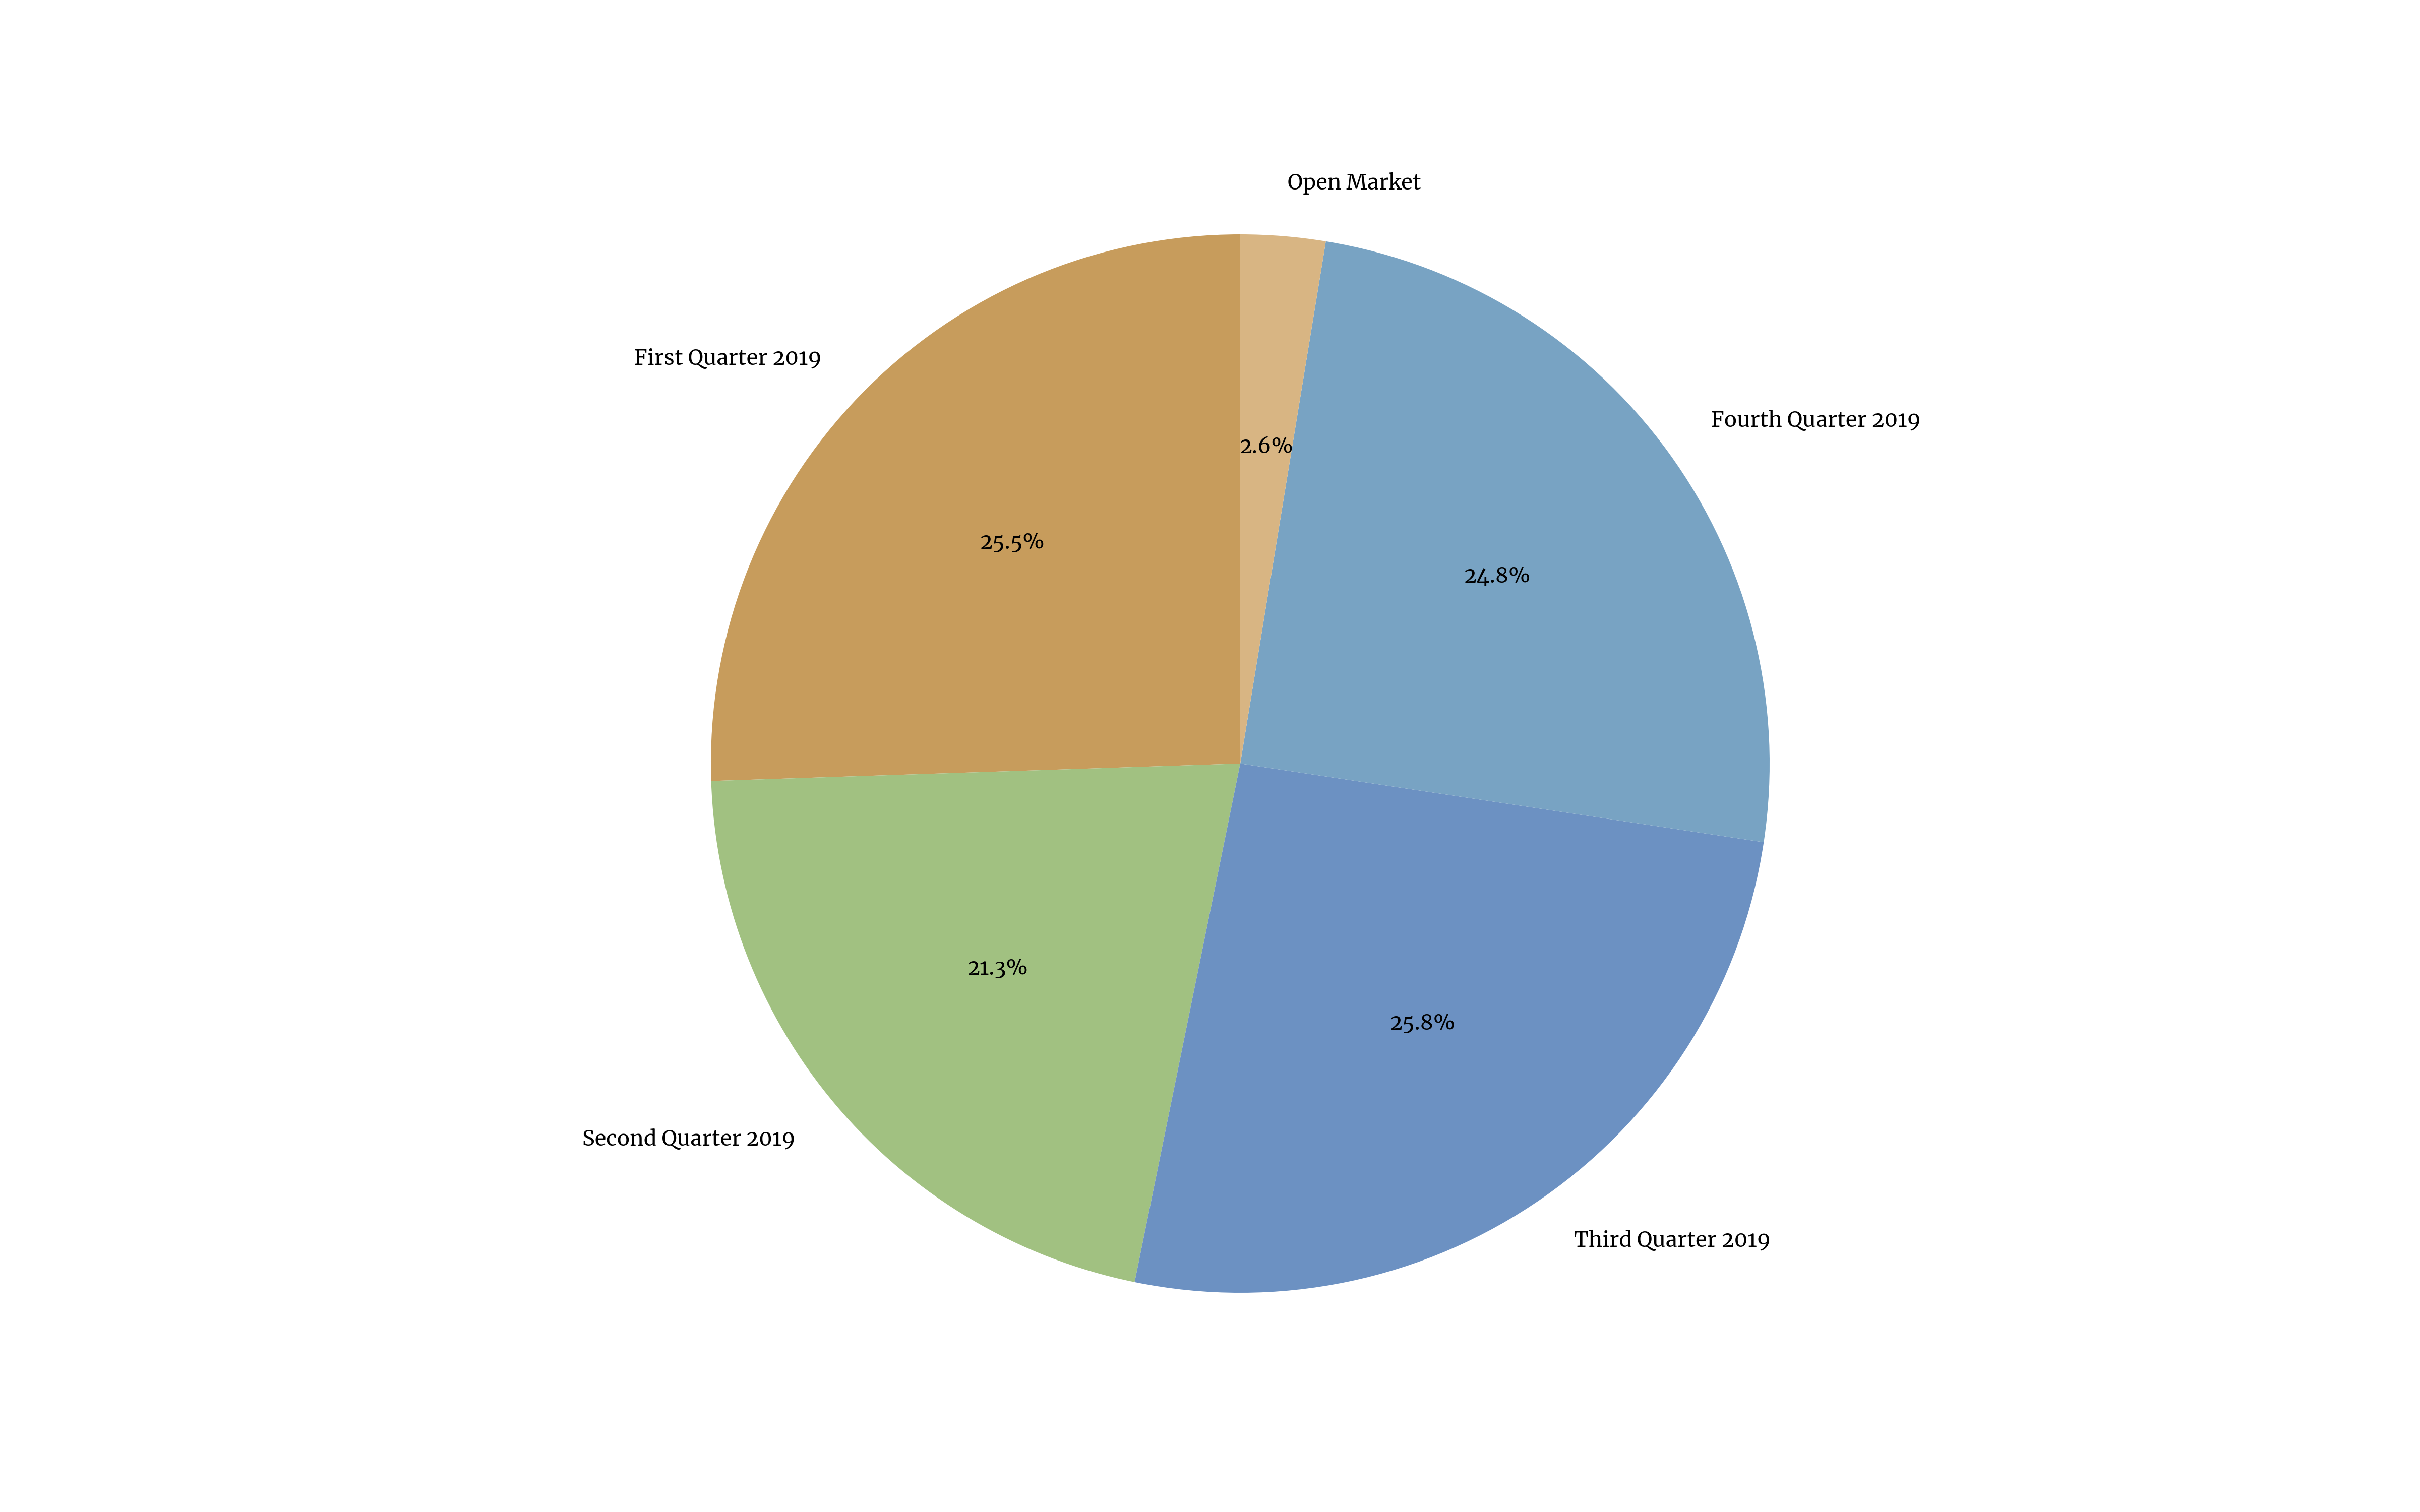 Open Market
First Quarter 2019
Fourth Quarter 2019
2.6%
25.5%
24.8%
21.3%
25.8%
Second Quarter 2019
Third Quarter 2019